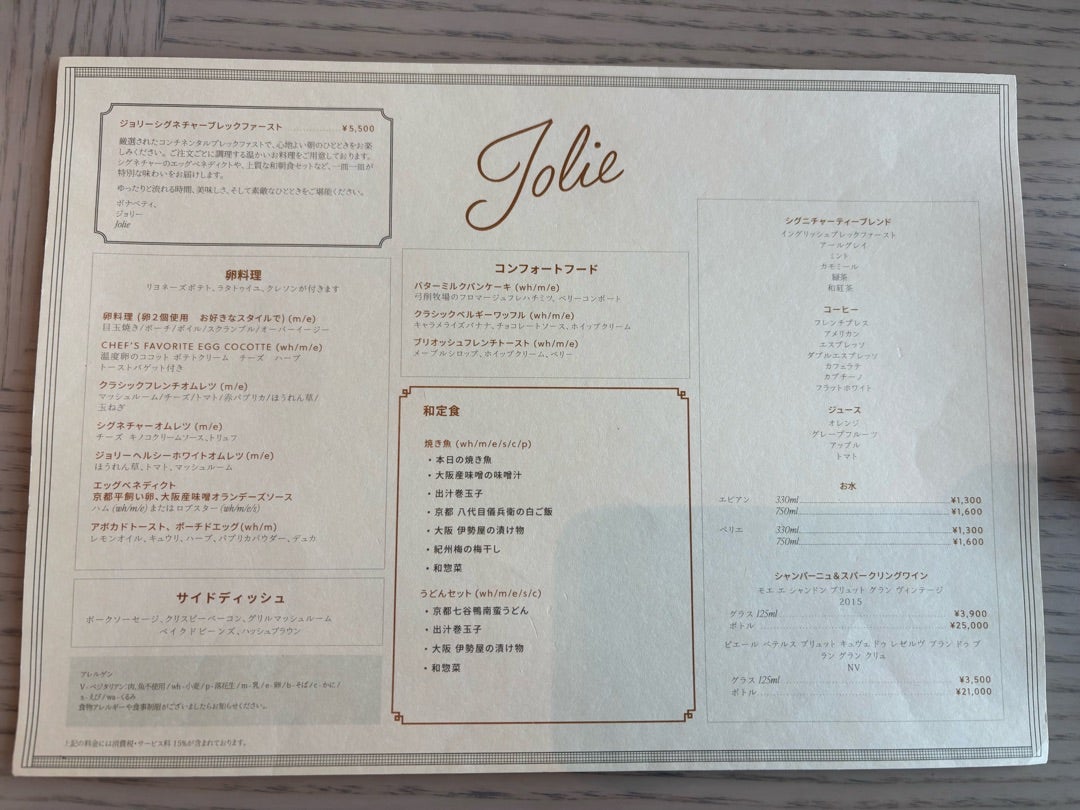 ジョリーシグネチャーブレックファースト ¥5,500
厳選されたコンチネンタルブレックファストで、心地よい朝のひとときをお楽
しみください。ご注文ごとに調理する温かいお料理をご用意しております。
シグネチャーのエッグベネディクトや、上質な和朝食セットなど、一皿一皿が
特別な味わいをお届けします。
ゆったりと流れる時間、美味しさ、そして素敵なひとときをご堪能ください。
ボナペティ、
ジョリー
Jolie
Jolie
卵料理
リヨネーズポテト、ラタトゥイユ、クレソンが付きます
卵料理 (卵2個使用 お好きなスタイルで) (m/e)
目玉焼き/ポーチ/ボイル/スクランブル/オーバーイージー
CHEF'S FAVORITE EGG COCOTTE (wh/m/e)
温度卵のココット ポテトクリーム チーズ ハーブ
トーストバゲット付き
クラシックフレンチオムレツ (m/e)
マッシュルーム/チーズ/トマト/赤パプリカ/ほうれん草/
玉ねぎ
シグネチャーオムレツ (m/e)
チーズ キノコクリームソース、トリュフ
ジョリーヘルシーホワイトオムレツ(m/e)
ほうれん草、トマト、マッシュルーム
エッグベネディクト
京都平飼い卵、大阪産味噌オランデーズソース
ハム (wh/m/e) または ロブスター (wh/m/e/s)
アボカドトースト、ポーチドエッグ(wh/m)
レモンオイル、キュウリ、ハーブ、パプリカパウダー、デュカ
サイドディッシュ
ポークソーセージ、クリスピーベーコン、グリルマッシュルーム
ベイクドビーンズ、ハッシュブラウン
アレルゲン
V - ベジタリアン:肉、魚不使用 / wh - 小麦 / p - 落花生 / m - 乳 / e - 卵 / b - そば / c - かに /
s - えび / wa - くるみ
食物アレルギーや食事制限がございましたらお知らせください。
上記の料金には消費税・サービス料 15%が含まれております。
コンフォートフード
バターミルクパンケーキ (wh/m/e)
弓削牧場のフロマージュフレハチミツ、ベリーコンポート
クラシックベルギーワッフル (wh/m/e)
キャラメライズバナナ、チョコレートソース、ホイップクリーム
ブリオッシュフレンチトースト (wh/m/e)
メープルシロップ、ホイップクリーム、ベリー
和定食
焼き魚 (wh/m/e/s/c/p)
・本日の焼き魚
・大阪産味噌の味噌汁
・出汁巻玉子
・京都 八代目儀兵衛の白ご飯
・大阪 伊勢屋の漬け物
・紀州梅の梅干し
・和惣菜
うどんセット (wh/m/e/s/c)
・京都七谷鴨南蛮うどん
・出汁巻玉子
・大阪 伊勢屋の漬け物
・和惣菜
シグニチャーティーブレンド
イングリッシュブレックファースト
アールグレイ
ミント
カモミール
緑茶
和紅茶
コーヒー
フレンチプレス
アメリカン
エスプレッソ
ダブルエスプレッソ
カフェラテ
カプチーノ
フラットホワイト
ジュース
オレンジ
グレープフルーツ
アップル
トマト
お水
エビアン 330ml ¥1,300
750ml ¥1,600
ペリエ 330ml ¥1,300
750ml ¥1,600
シャンパーニュ&スパークリングワイン
モエ エ シャンドン ブリュット グラン ヴィンテージ
2015
グラス 125ml ¥3,900
ボトル ¥25,000
ピエール ペテルス ブリュット キュヴェ ドゥ レゼルヴ ブラン ドゥ ブ
ラン グラン クリュ
NV
グラス 125ml ¥3,500
ボトル ¥21,000